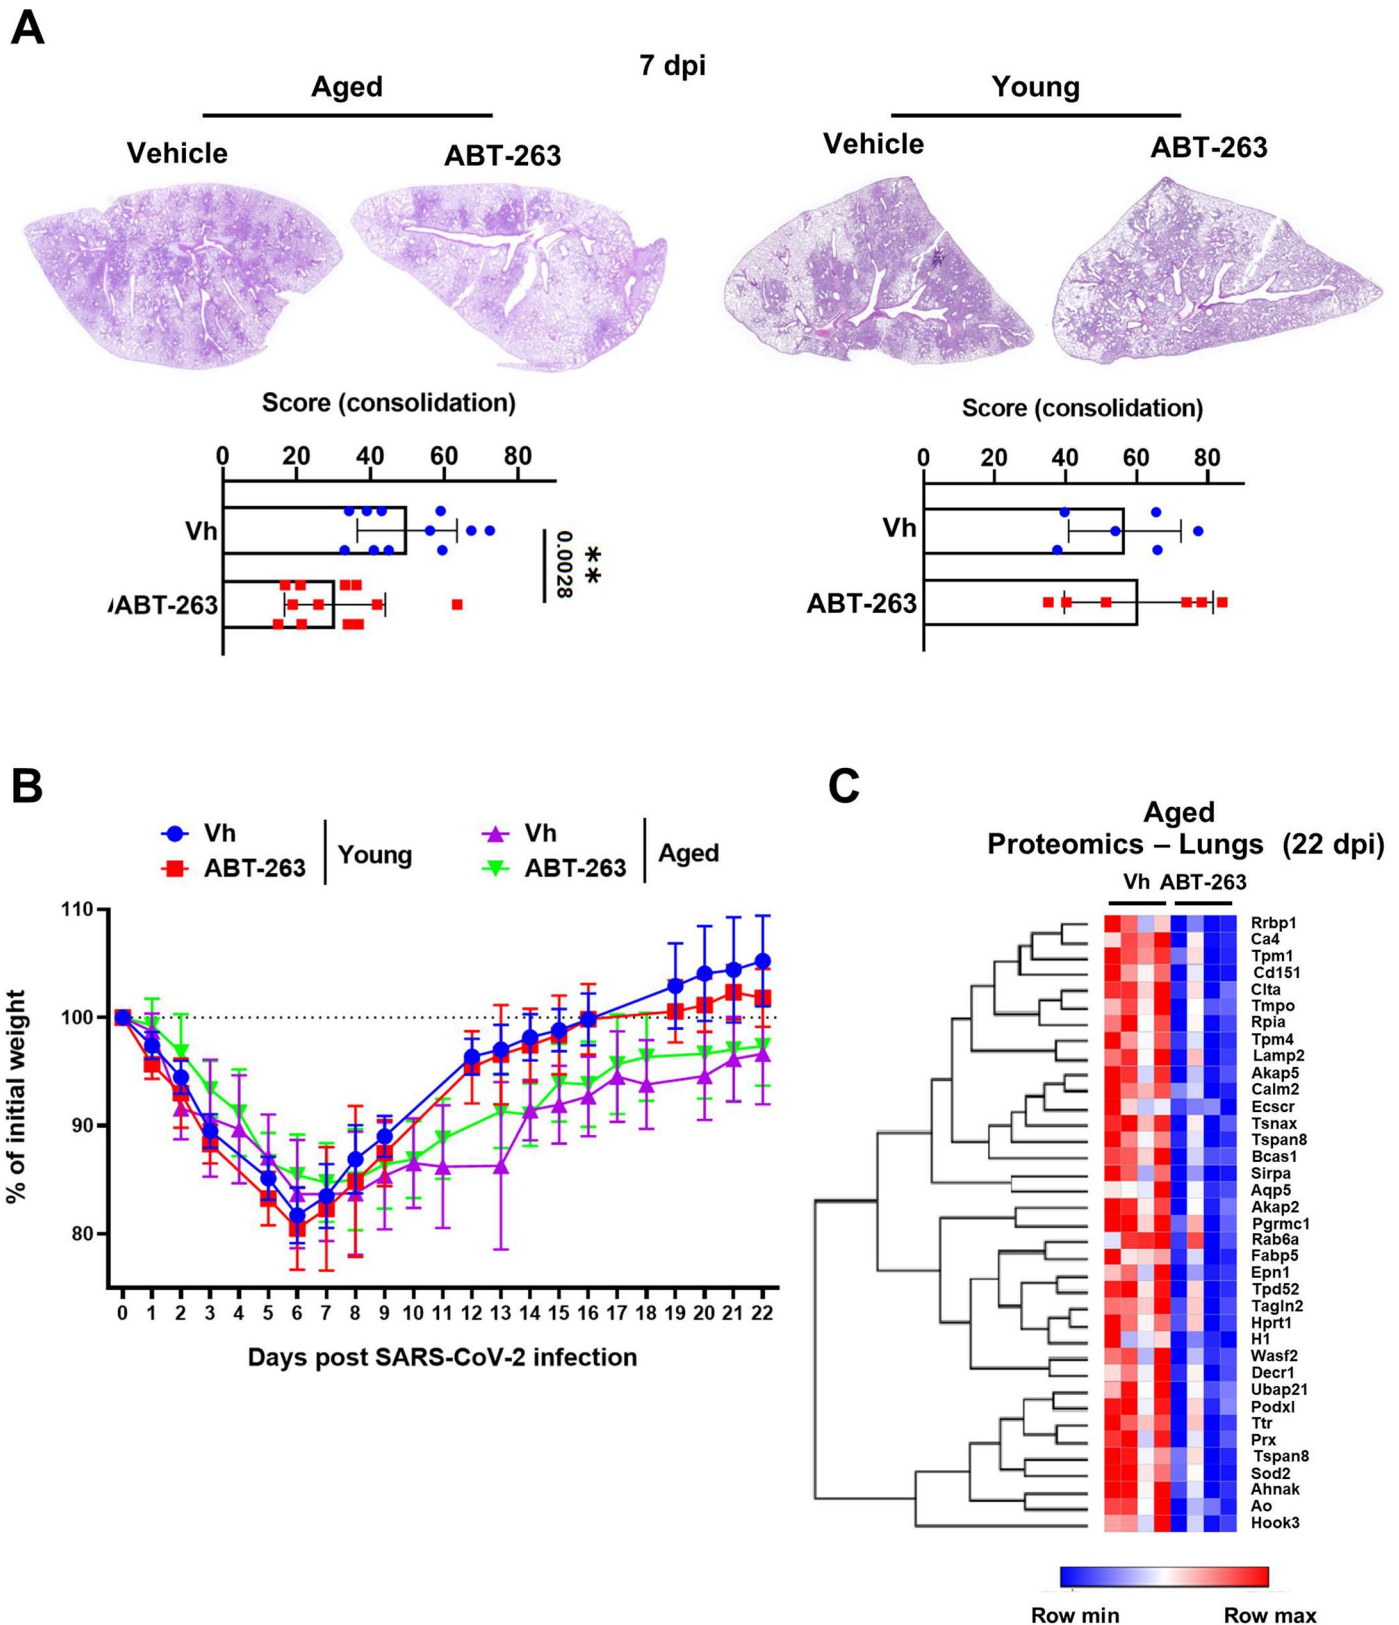 A
7 dpi
Aged
Young
Vehicle
ABT-263
Vehicle
ABT-263
Score (consolidation)
0 20 40 60 80
Vh
ABT-263
0.0028
**
Score (consolidation)
0 20 40 60 80
Vh
ABT-263
B
Vh
ABT-263
Young
Vh
ABT-263
Aged
% of initial weight
110
100
90
80
0 1 2 3 4 5 6 7 8 9 10 11 12 13 14 15 16 17 18 19 20 21 22
Days post SARS-CoV-2 infection
C
Aged
Proteomics – Lungs (22 dpi)
Vh ABT-263
Rrbp1
Ca4
Tpm1
Cd151
Clta
Tmpo
Rpia
Tpm4
Lamp2
Akap5
Calm2
Ecscr
Tsnax
Tspan8
Bcas1
Sirpa
Aqp5
Akap2
Pgrmc1
Rab6a
Fabp5
Epn1
Tpd52
Tagln2
Hprt1
H1
Wasf2
Decr1
Ubap21
Podxl
Ttr
Prx
Tspan8
Sod2
Ahnak
Ao
Hook3
Row min
Row max